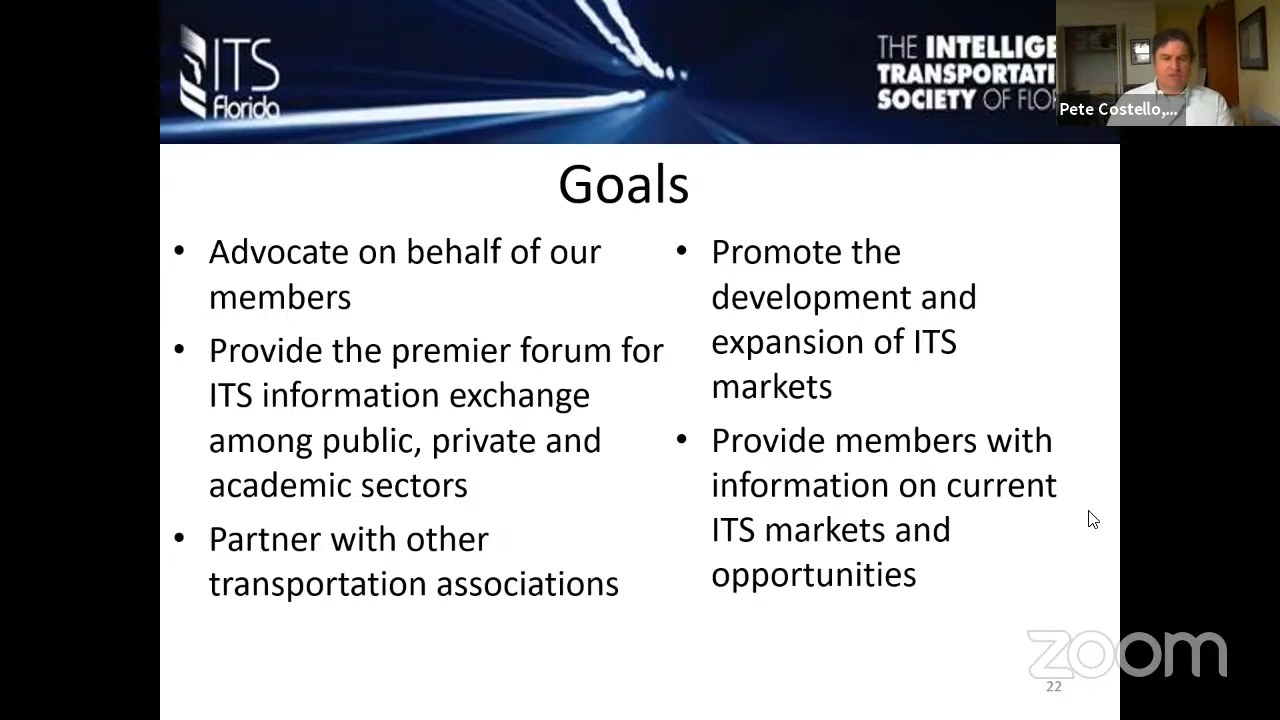 ITS
Florida
THE INTELLIGE
TRANSPORTATI
SOCIETY OF FLO
Pete Costello,...
Goals
• Advocate on behalf of our
members
• Provide the premier forum for
ITS information exchange
among public, private and
academic sectors
• Partner with other
transportation associations
• Promote the
development and
expansion of ITS
markets
• Provide members with
information on current
ITS markets and
opportunities
zoom
22